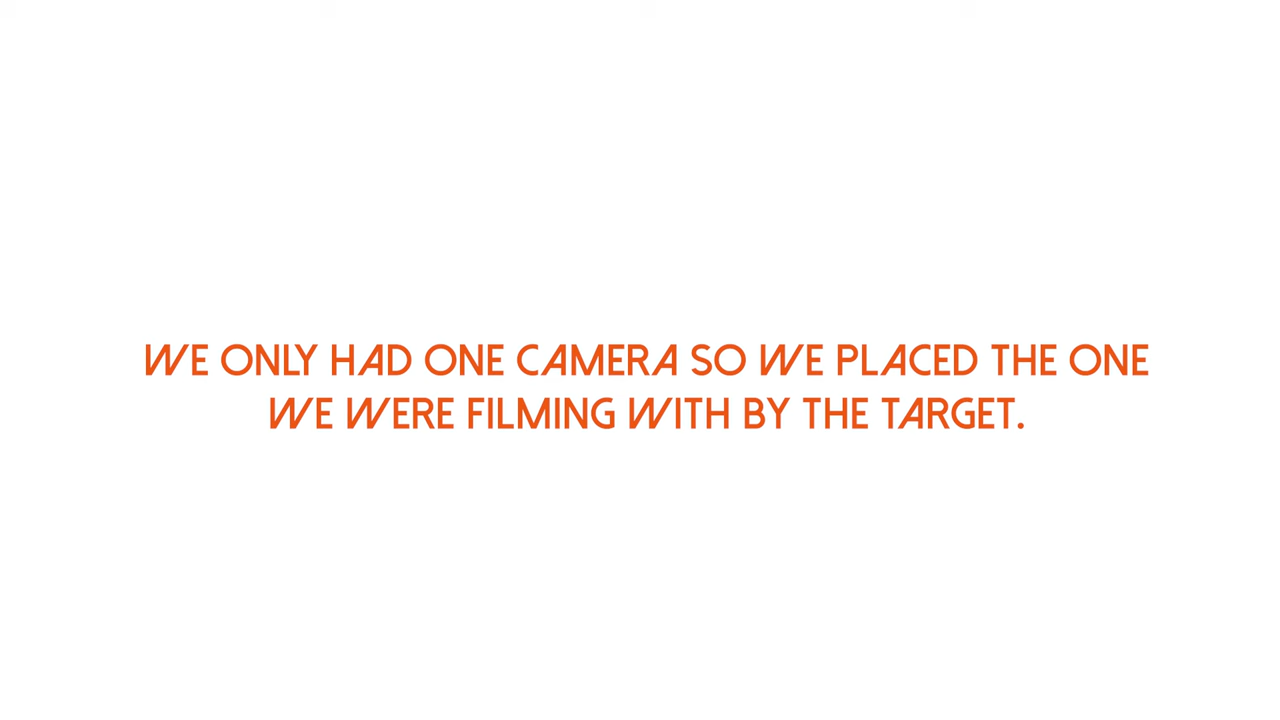 WE ONLY HAD ONE CAMERA SO WE PLACED THE ONE
WE WERE FILMING WITH BY THE TARGET.